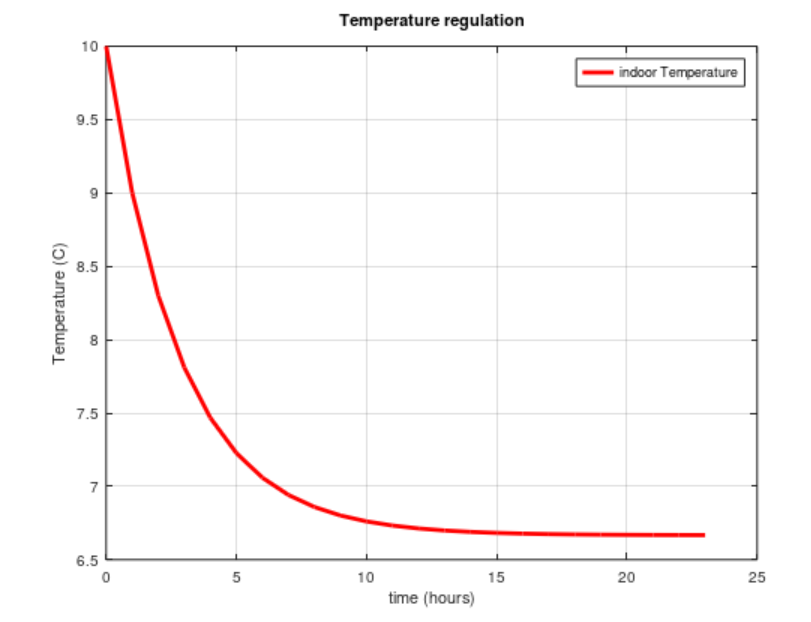 Temperature regulation
indoor Temperature
Temperature (C)
10
9.5
9
8.5
8
7.5
7
6.5
0 5 10 15 20 25
time (hours)